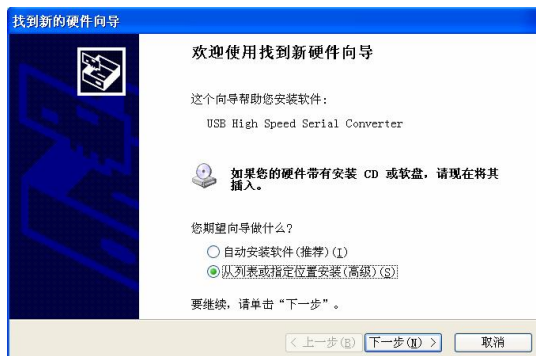 找到新的硬件向导
欢迎使用找到新硬件向导
这个向导帮助您安装软件:
USB High Speed Serial Converter
如果您的硬件带有安装 CD 或软盘，请现在将其
插入。
您期望向导做什么?
自动安装软件(推荐)(I)
从列表或指定位置安装(高级)(S)
要继续，请单击“下一步”。
< 上一步(B) 下一步(N) > 取消